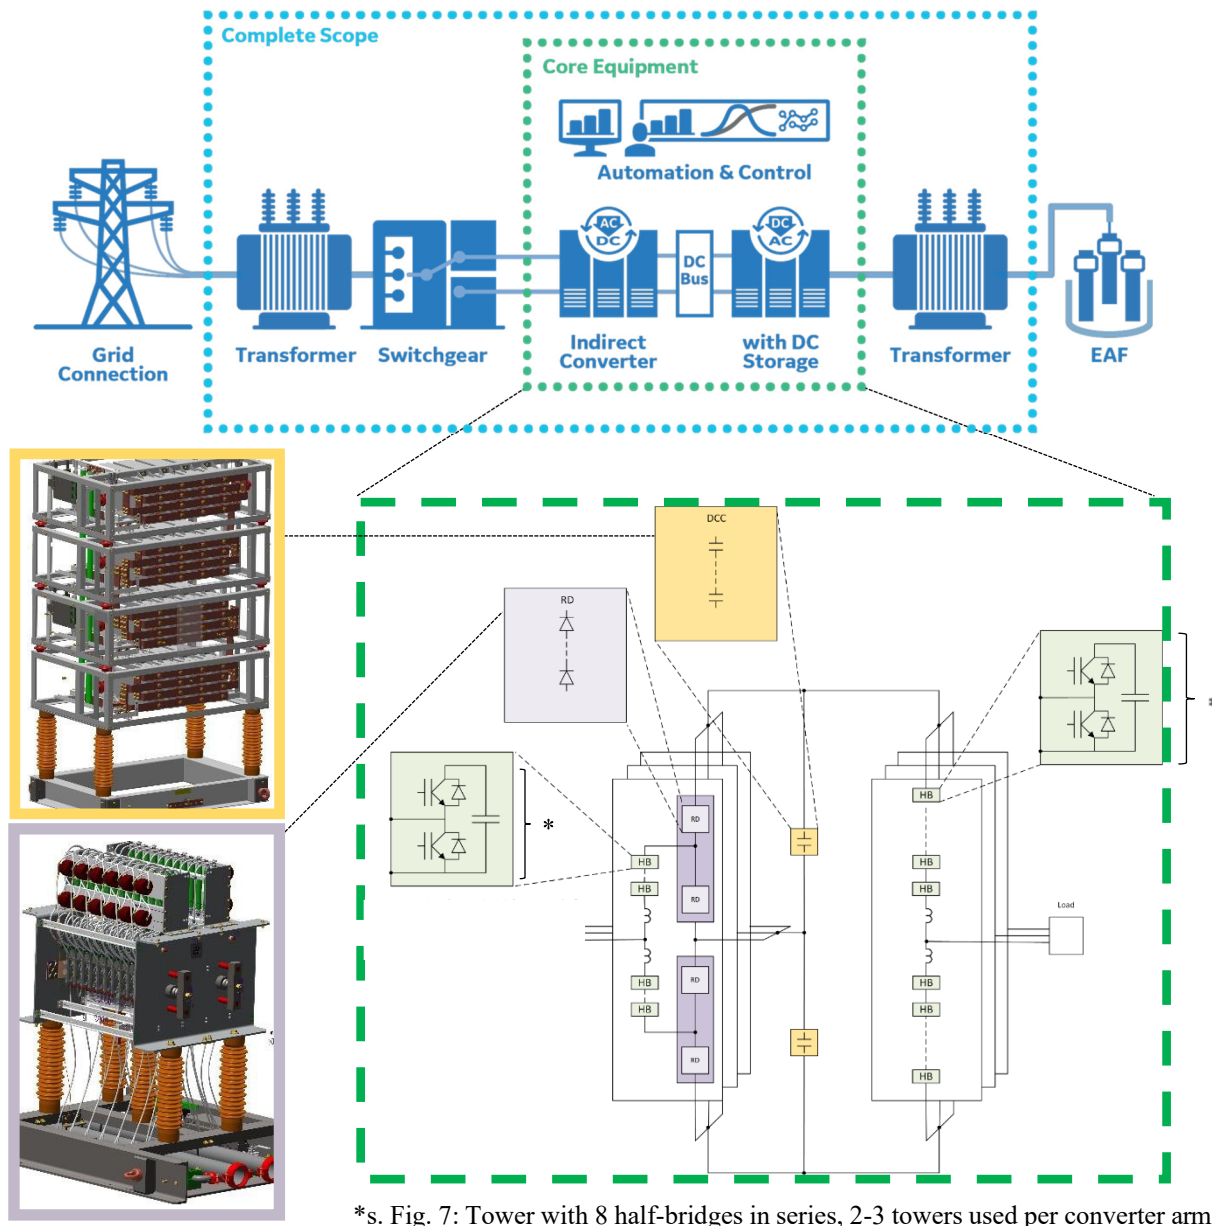 Complete Scope
Core Equipment
Automation & Control
AC
DC
DC
AC
DC
Bus
Grid
Connection
Transformer
Switchgear
Indirect
Converter
with DC
Storage
Transformer
EAF
DCC
RD
*
*
HB
RD
HB
HB
RD
HB
HB
Load
RD
HB
HB
HB
HB
RD
HB
*s. Fig. 7: Tower with 8 half-bridges in series, 2-3 towers used per converter arm